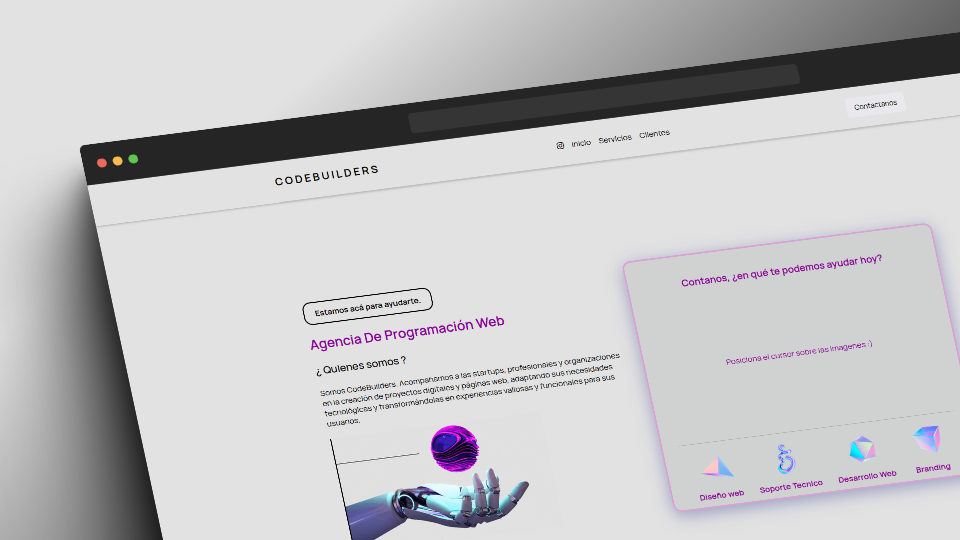 CODEBUILDERS
Inicio Servicios Clientes
Contactanos
Estamos acá para ayudarte.
Agencia De Programación Web
¿ Quienes somos ?
Somos CodeBuilders. Acompañamos a las startups, profesionales y organizaciones
en la creación de proyectos digitales y páginas web, adaptando sus necesidades
tecnológicas y transformándolas en experiencias valiosas y funcionales para sus
usuarios.
Contanos, ¿en qué te podemos ayudar hoy?
Posiciona el cursor sobre las imagenes :)
Diseño web
Soporte Tecnico
Desarrollo Web
Branding